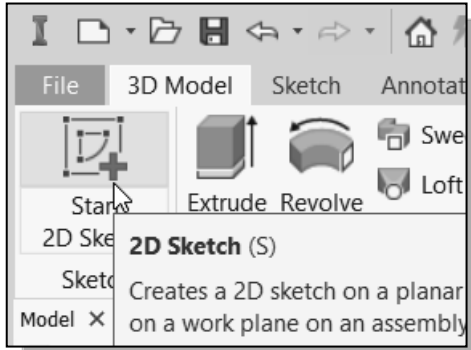 File 3D Model Sketch Annotat
Swe
Loft
Extrude Revolve
Star
2D Ske
2D Sketch (S)
Sketc
Creates a 2D sketch on a planar
Model ✕
on a work plane on an assembly